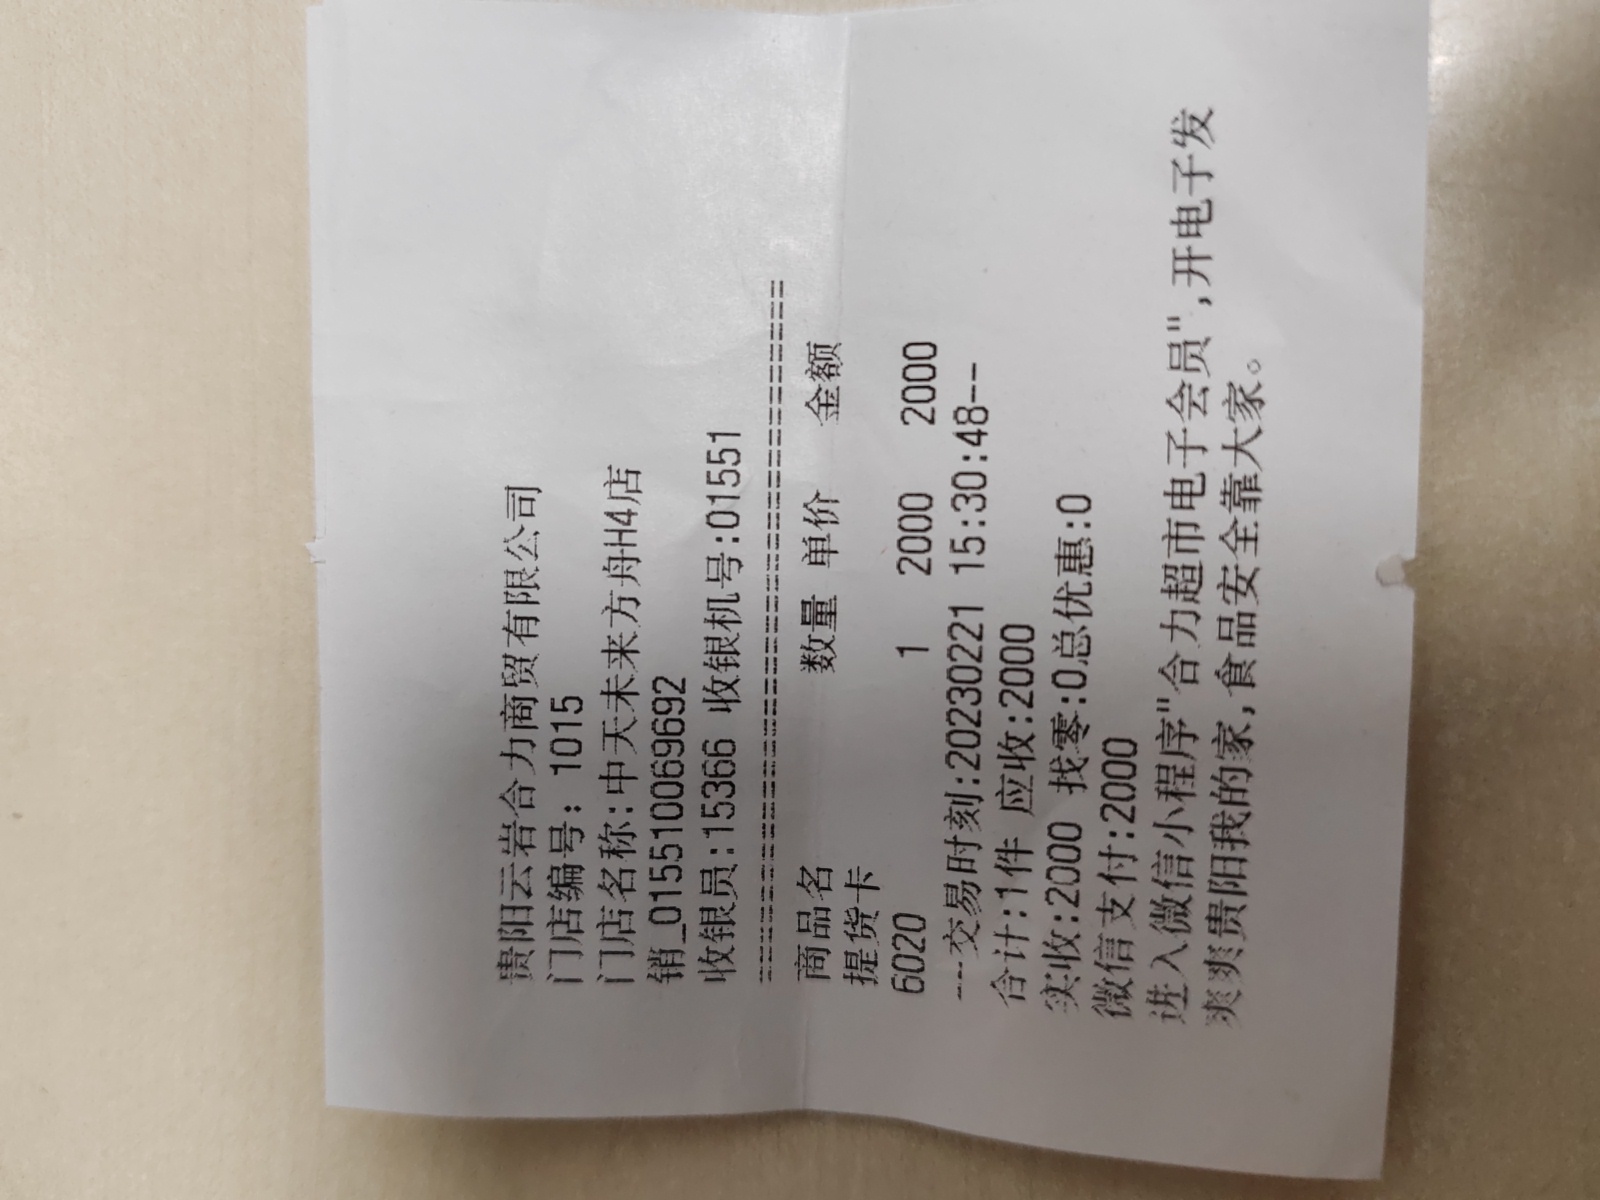 贵阳云岩合力商贸有限公司
门店编号: 1015
门店名称:中天未来方舟H4店
销_015510069692
收银员:15366 收银机号:01551
==========================================
商品名 数量 单价 金额
提货卡
6020 1 2000 2000
---交易时刻:20230221 15:30:48--
合计:1件 应收:2000
实收:2000 找零:0总优惠:0
微信支付:2000
进入微信小程序"合力超市电子会员",开电子发
爽爽贵阳我的家,食品安全靠大家。